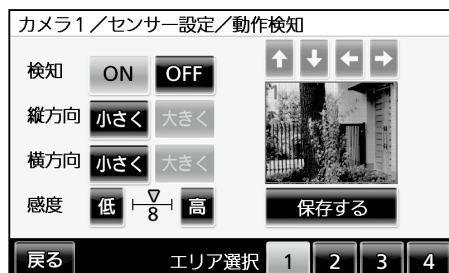 カメラ1／センサー設定／動作検知
検知 ON OFF
縦方向 小さく 大きく
横方向 小さく 大きく
感度 低 8 高
保存する
戻る エリア選択 1 2 3 4